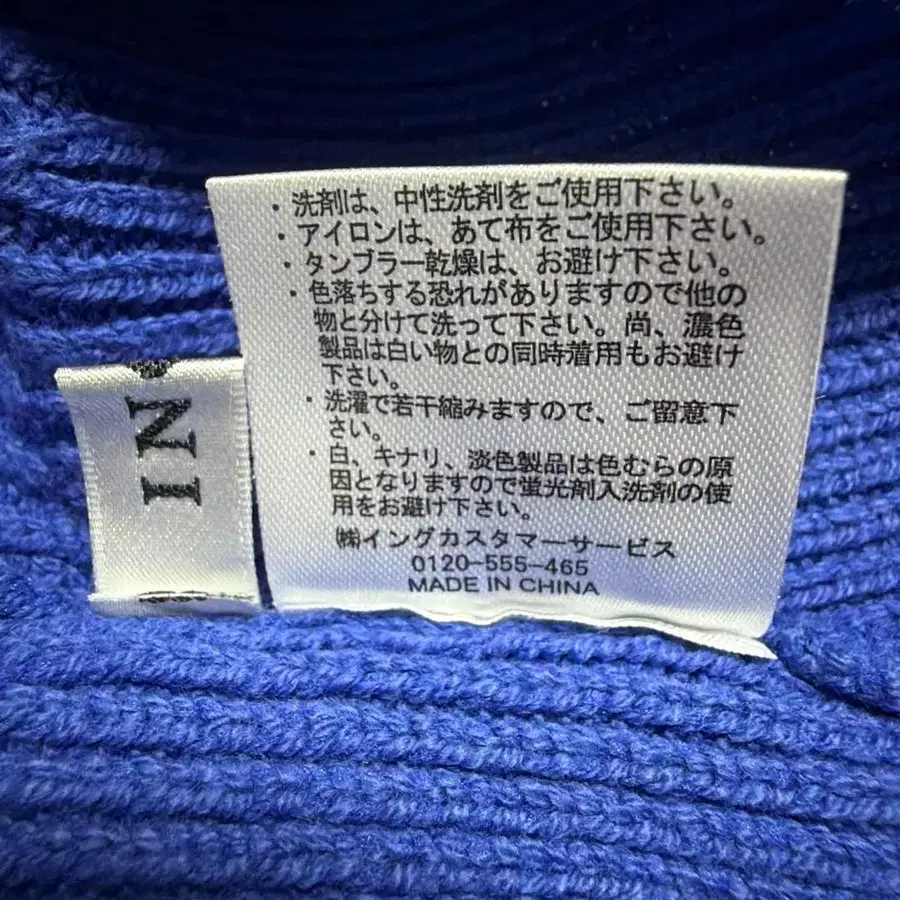 ・洗剤は、中性洗剤をご使用下さい。
・アイロンは、あて布をご使用下さい。
・タンブラー乾燥は、お避け下さい。
・色落ちする恐れがありますので他の
物と分けて洗って下さい。尚、濃色
製品は白い物との同時着用もお避け
下さい。
・洗濯で若干縮みますので、ご留意下
さい。
・白、キナリ、淡色製品は色むらの原
因となりますので蛍光剤入洗剤の使
用をお避け下さい。
㈱イングカスタマーサービス
0120-555-465
MADE IN CHINA
IN